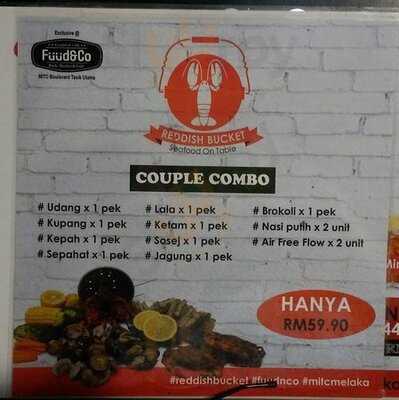 Exclusive @
Füud&Co
MITC Boulevard Tasik Utama
REDDISH BUCKET
Seafood On Table
COUPLE COMBO
# Udang x 1 pek
# Kupang x 1 pek
# Kepah x 1 pek
# Sepahat x 1 pek
# Lala x 1 pek
# Ketam x 1 pek
# Sosej x 1 pek
# Jagung x 1 pek
# Brokoli x 1 pek
# Nasi putih x 2 unit
# Air Free Flow x 2 unit
HANYA
RM59.90
#reddishbucket #fuudnco #mitcmelaka